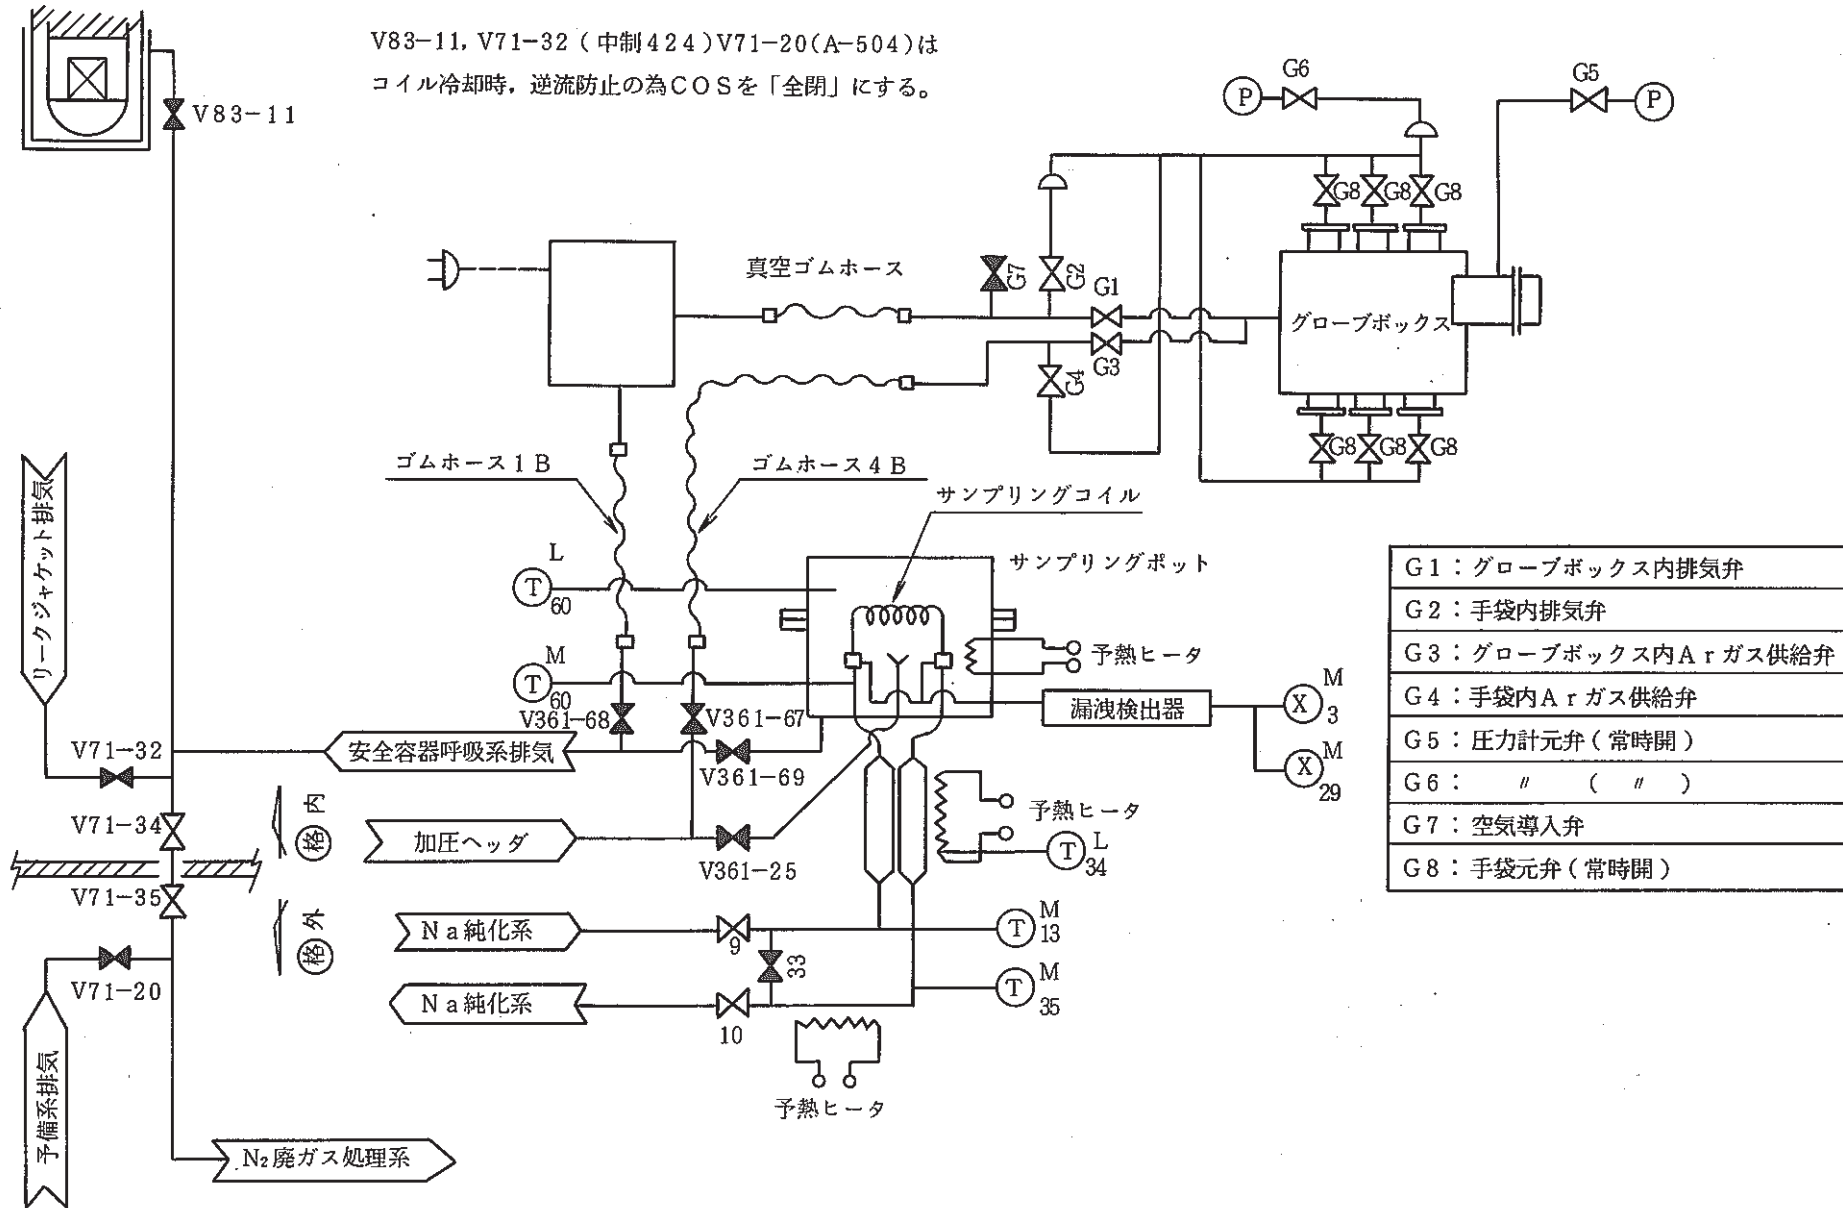 V83-11, V71-32（中制424）V71-20(A-504)は
コイル冷却時，逆流防止の為COSを「全閉」にする。
V83-11
G6
P
G5
P
G8
G8
G8
真空ゴムホース
G7
G2
G1
G3
G4
グローブボックス
G8
G8
G8
ゴムホース1B
ゴムホース4B
サンプリングコイル
サンプリングポット
リークジャケット排気
L
T
60
M
T
60
予熱ヒータ
V361-68
V361-67
漏洩検出器
X
M
3
X
M
29
V71-32
安全容器呼吸系排気
V361-69
V71-34
格内
加圧ヘッダ
V361-25
予熱ヒータ
T
L
34
V71-35
格外
Na純化系
9
T
M
13
33
V71-20
Na純化系
10
T
M
35
予熱ヒータ
予備系排気
N₂廃ガス処理系
G1：グローブボックス内排気弁
G2：手袋内排気弁
G3：グローブボックス内Arガス供給弁
G4：手袋内Arガス供給弁
G5：圧力計元弁（常時開）
G6：　〃　（　〃　）
G7：空気導入弁
G8：手袋元弁（常時開）